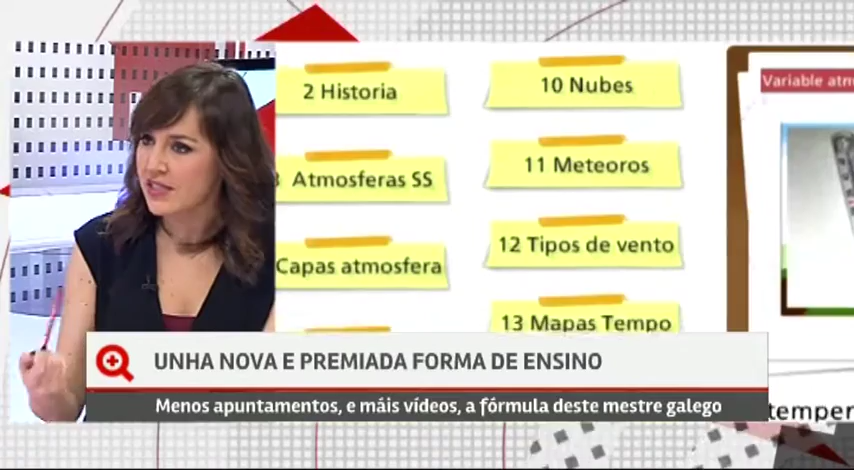 2 Historia
Atmosferas SS
Capas atmosfera
10 Nubes
11 Meteoros
12 Tipos de vento
13 Mapas Tempo
Variable atm
UNHA NOVA E PREMIADA FORMA DE ENSINO
Menos apuntamentos, e máis vídeos, a fórmula deste mestre galego
temper